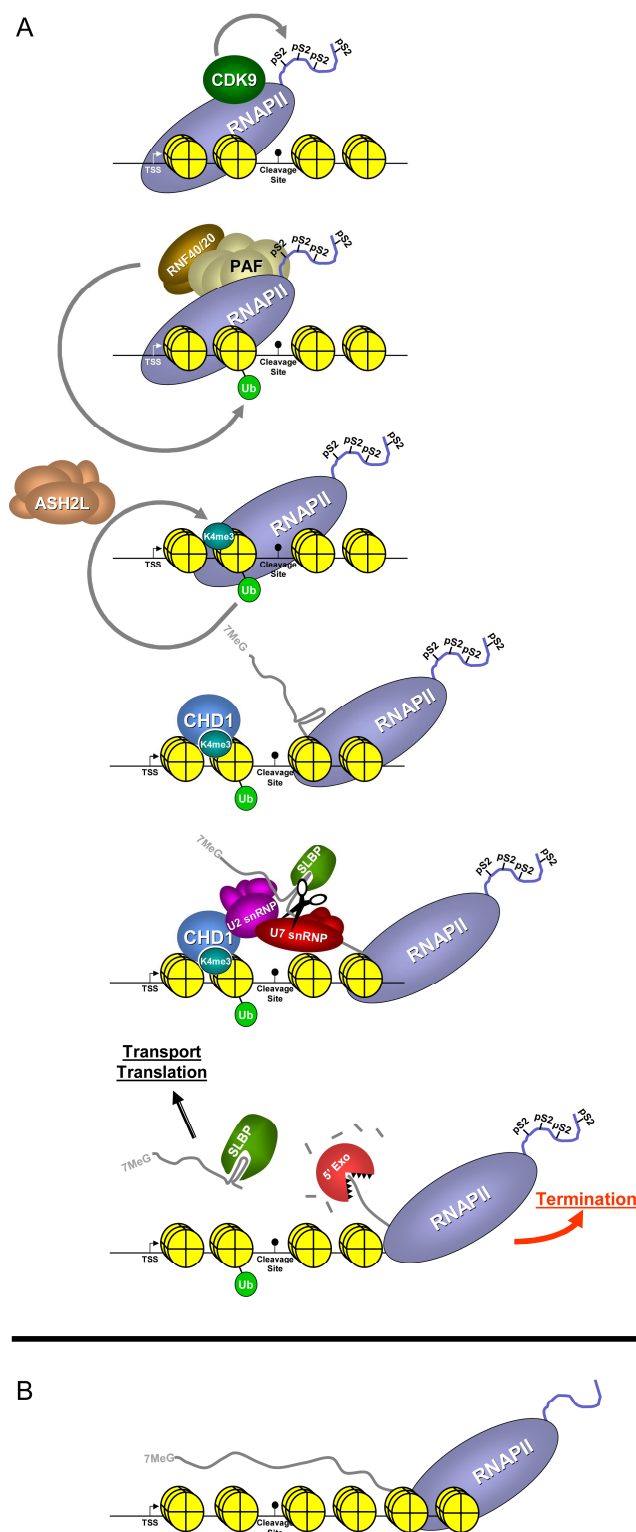 A
CDK9
pS2
pS2
pS2
pS2
RNAPII
TSS
Cleavage
Site
RNF40/20
PAF
pS2
pS2
pS2
pS2
RNAPII
TSS
Cleavage
Site
Ub
ASH2L
pS2
pS2
pS2
pS2
RNAPII
K4me3
TSS
Cleavage
Site
Ub
7MeG
pS2
pS2
pS2
pS2
CHD1
RNAPII
K4me3
TSS
Cleavage
Site
Ub
7MeG
SLBP
pS2
pS2
pS2
pS2
U2 snRNP
U7 snRNP
CHD1
RNAPII
K4me3
TSS
Cleavage
Site
Ub
Transport
Translation
7MeG
SLBP
5' Exo
pS2
pS2
pS2
pS2
RNAPII
Termination
TSS
Cleavage
Site
Ub
B
7MeG
RNAPII
TSS
Cleavage
Site